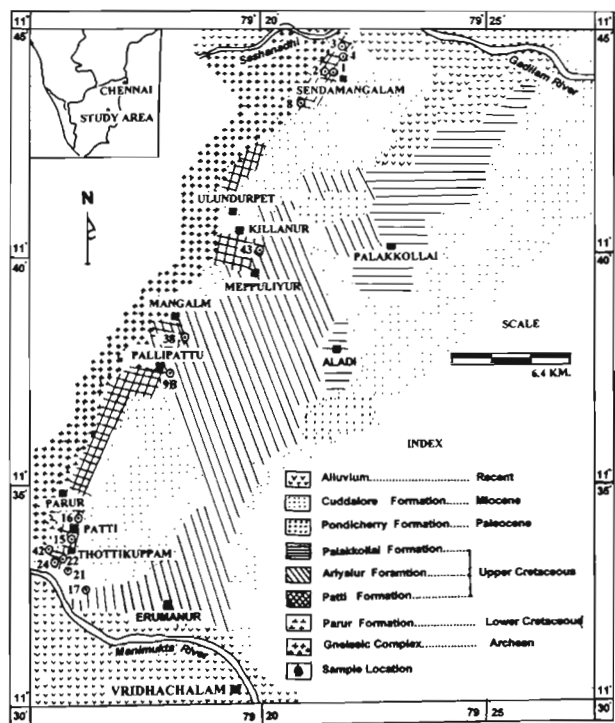 79 20
79 25
11
45
11
45
CHENNAI
STUDY AREA
Seshanadhi
Gadilam River
3
4
2
1
SENDAMANGALAM
8
N
ULUNDURPET
KILLANUR
43
11
40
11
40
MEPPULIYUR
PALAKKOLLAI
MANGALM
38
PALLIPATTU
9B
ALADI
SCALE
6.4 KM.
11
35
11
35
PARUR
16
PATTI
15
42
THOTTIKUPPAM
22
24
21
17
ERUMANUR
Manimukta River
VRIDHACHALAM
INDEX
Alluvium Recent
Cuddalore Formation Miocene
Pondicherry Formation Paleocene
Palakkollai Formation
Ariyalur Foramtion Upper Cretaceous
Patti Formation
Parur Formation Lower Cretaceous
Gneissic Complex Archean
Sample Location
11
30
11
30
79 20
79 25